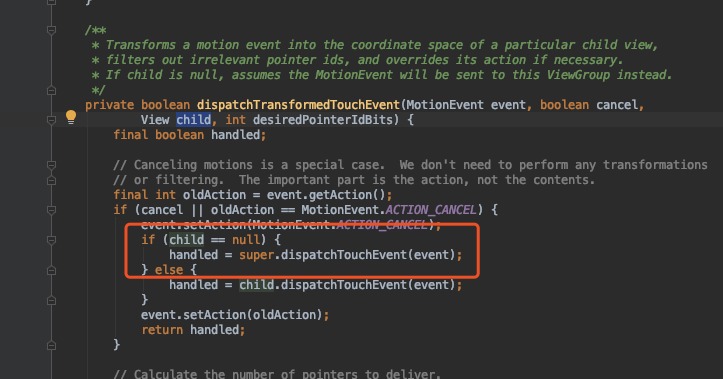 }
/**
 * Transforms a motion event into the coordinate space of a particular child view,
 * filters out irrelevant pointer ids, and overrides its action if necessary.
 * If child is null, assumes the MotionEvent will be sent to this ViewGroup instead.
 */
private boolean dispatchTransformedTouchEvent(MotionEvent event, boolean cancel,
        View child, int desiredPointerIdBits) {
    final boolean handled;

    // Canceling motions is a special case.  We don't need to perform any transformations
    // or filtering.  The important part is the action, not the contents.
    final int oldAction = event.getAction();
    if (cancel || oldAction == MotionEvent.ACTION_CANCEL) {
        event.setAction(MotionEvent.ACTION_CANCEL);
        if (child == null) {
            handled = super.dispatchTouchEvent(event);
        } else {
            handled = child.dispatchTouchEvent(event);
        }
        event.setAction(oldAction);
        return handled;
    }

    // Calculate the number of pointers to deliver.